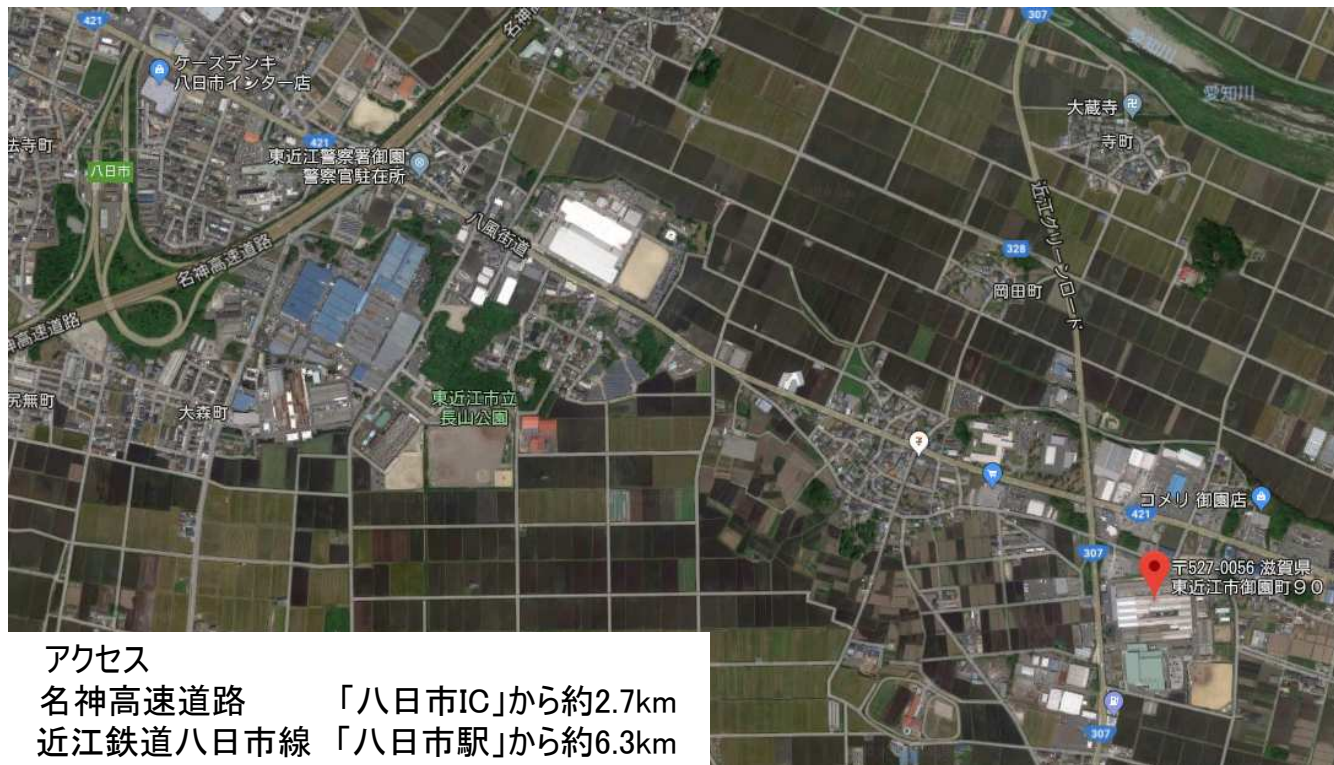 421
307
名神高
愛知川
ケーズデンキ
八日市インター店
大蔵寺
愛知川
421
寺町
法寺町
東近江警察署御園
警察官駐在所
八日市
八風街道
近江グリーンロード
名神高速道路
328
岡田町
神高速道路
東近江市立
長山公園
尻無町
大森町
コメリ 御園店
421
307
〒527-0056 滋賀県
東近江市御園町90
307
アクセス
名神高速道路 「八日市IC」から約2.7km
近江鉄道八日市線 「八日市駅」から約6.3km